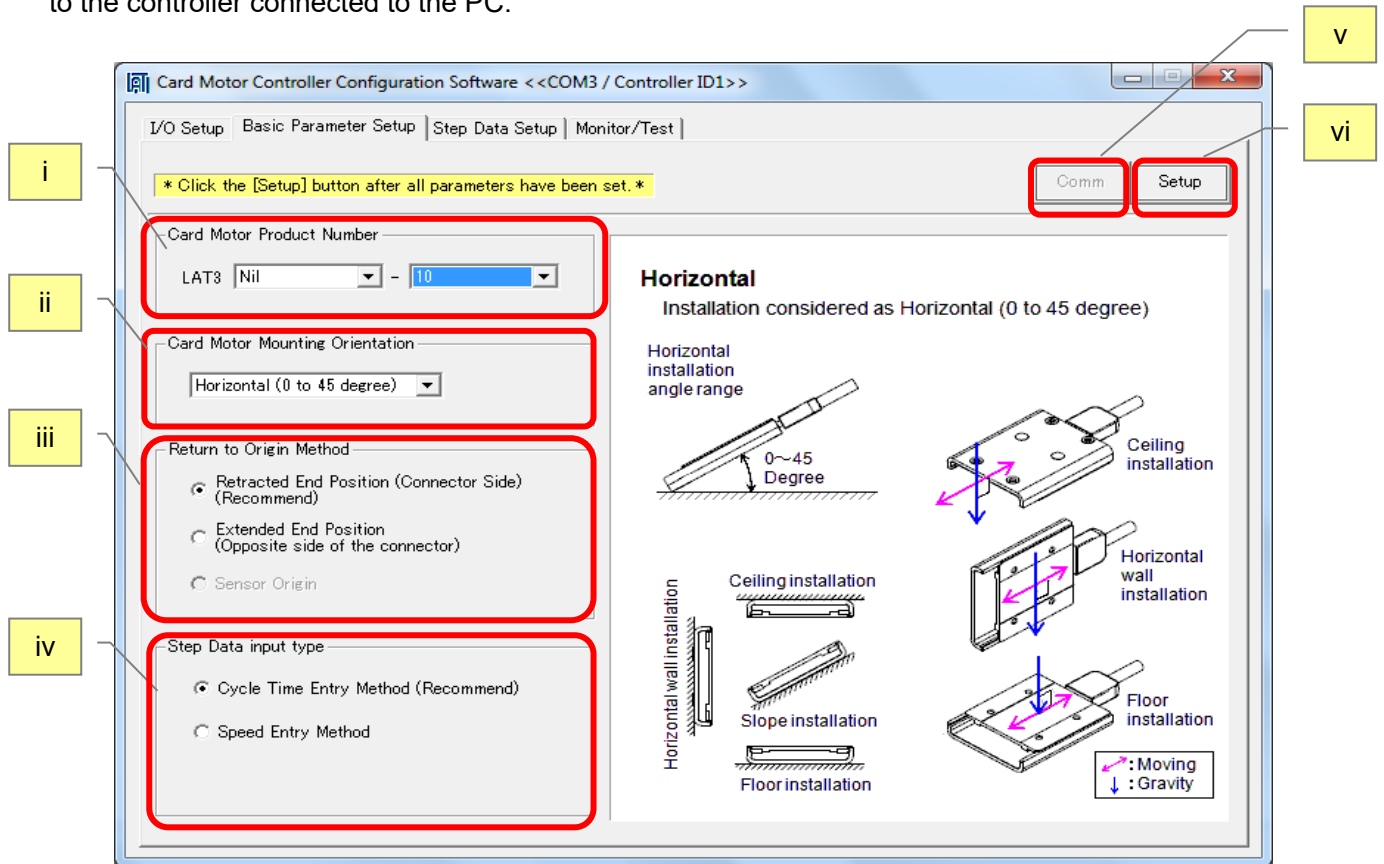 to the controller connected to the PC.
v
Card Motor Controller Configuration Software <<COM3 / Controller ID1>>
I/O Setup Basic Parameter Setup Step Data Setup Monitor/Test
vi
i
* Click the [Setup] button after all parameters have been set. *
Comm
Setup
Card Motor Product Number
LAT3 Nil - 10
ii
Card Motor Mounting Orientation
Horizontal (0 to 45 degree)
iii
Return to Origin Method
Retracted End Position (Connector Side)
(Recommend)
Extended End Position
(Opposite side of the connector)
Sensor Origin
iv
Step Data input type
Cycle Time Entry Method (Recommend)
Speed Entry Method
Horizontal
Installation considered as Horizontal (0 to 45 degree)
Horizontal
installation
angle range
0～45
Degree
Ceiling
installation
Horizontal
wall
installation
Floor
installation
Horizontal wall installation
Ceiling installation
Slope installation
Floor installation
:Moving
:Gravity